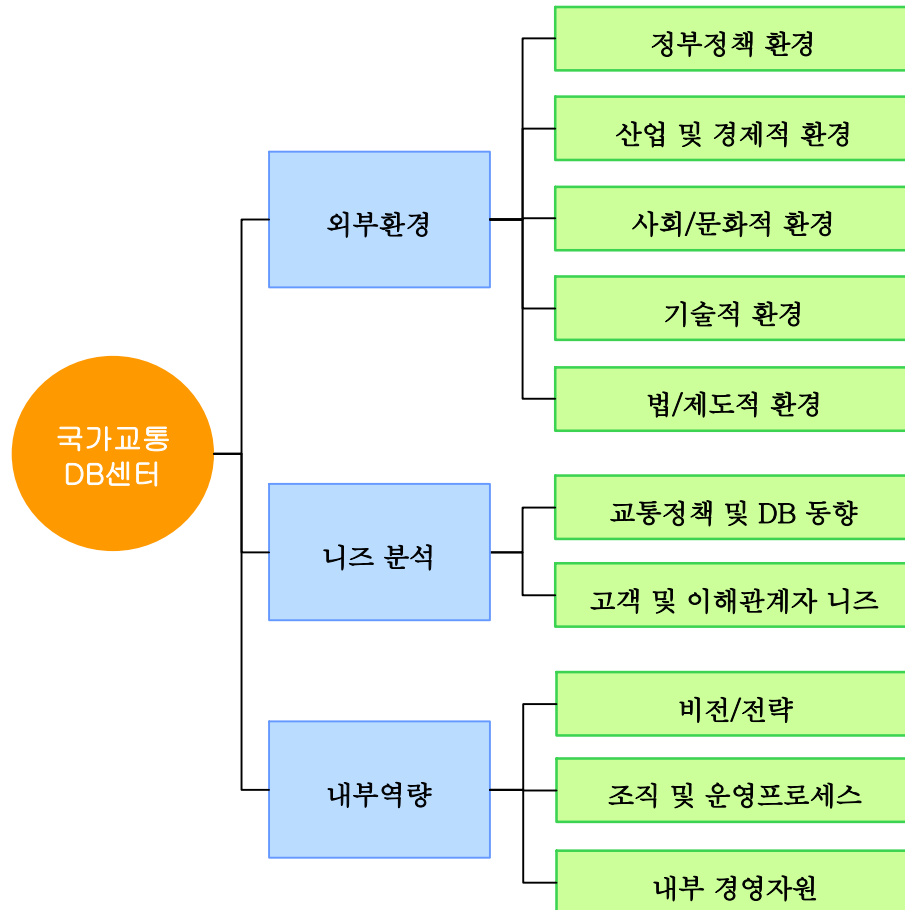 국가교통
DB센터
외부환경
정부정책 환경
산업 및 경제적 환경
사회/문화적 환경
기술적 환경
법/제도적 환경
니즈 분석
교통정책 및 DB 동향
고객 및 이해관계자 니즈
내부역량
비전/전략
조직 및 운영프로세스
내부 경영자원